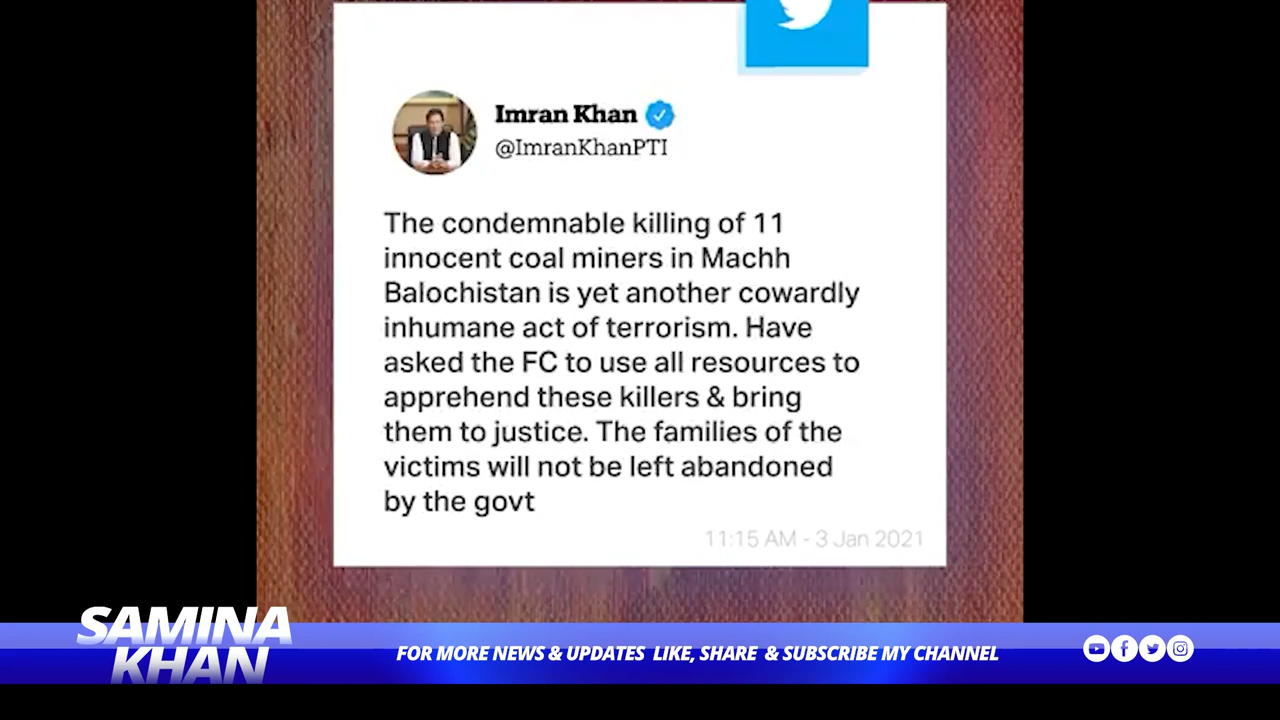 Imran Khan
@ImranKhanPTI
The condemnable killing of 11
innocent coal miners in Machh
Balochistan is yet another cowardly
inhumane act of terrorism. Have
asked the FC to use all resources to
apprehend these killers & bring
them to justice. The families of the
victims will not be left abandoned
by the govt
11:15 AM - 3 Jan 2021
SAMINA
KHAN
FOR MORE NEWS & UPDATES LIKE, SHARE & SUBSCRIBE MY CHANNEL